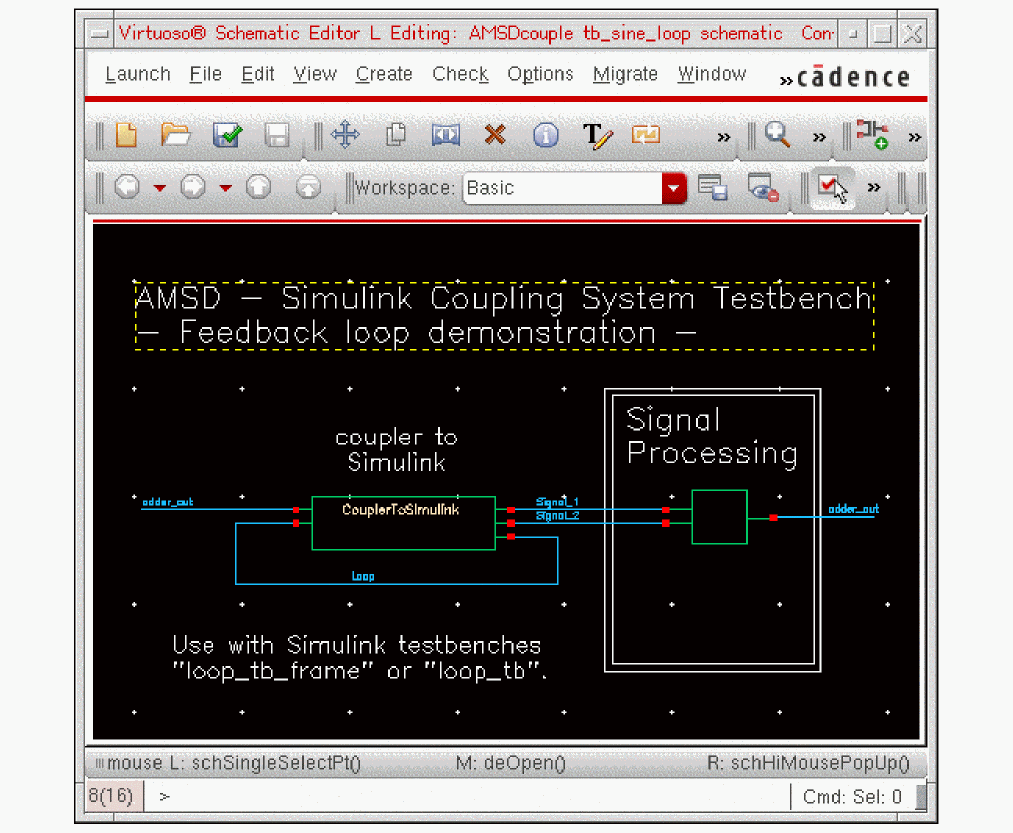 Virtuoso® Schematic Editor L Editing: AMSDcouple tb_sine_loop schematic Con
Launch File Edit View Create Check Options Migrate Window » cādence
» » »
Workspace: Basic »
AMSD – Simulink Coupling System Testbench
– Feedback loop demonstration –
Signal
Processing
coupler to
Simulink
adder_out
CouplerToSimulink
Signal_1
Signal_2
adder_out
Loop
Use with Simulink testbenches
"loop_tb_frame" or "loop_tb".
mouse L: schSingleSelectPt() M: deOpen() R: schHiMousePopUp()
8(16) > Cmd: Sel: 0